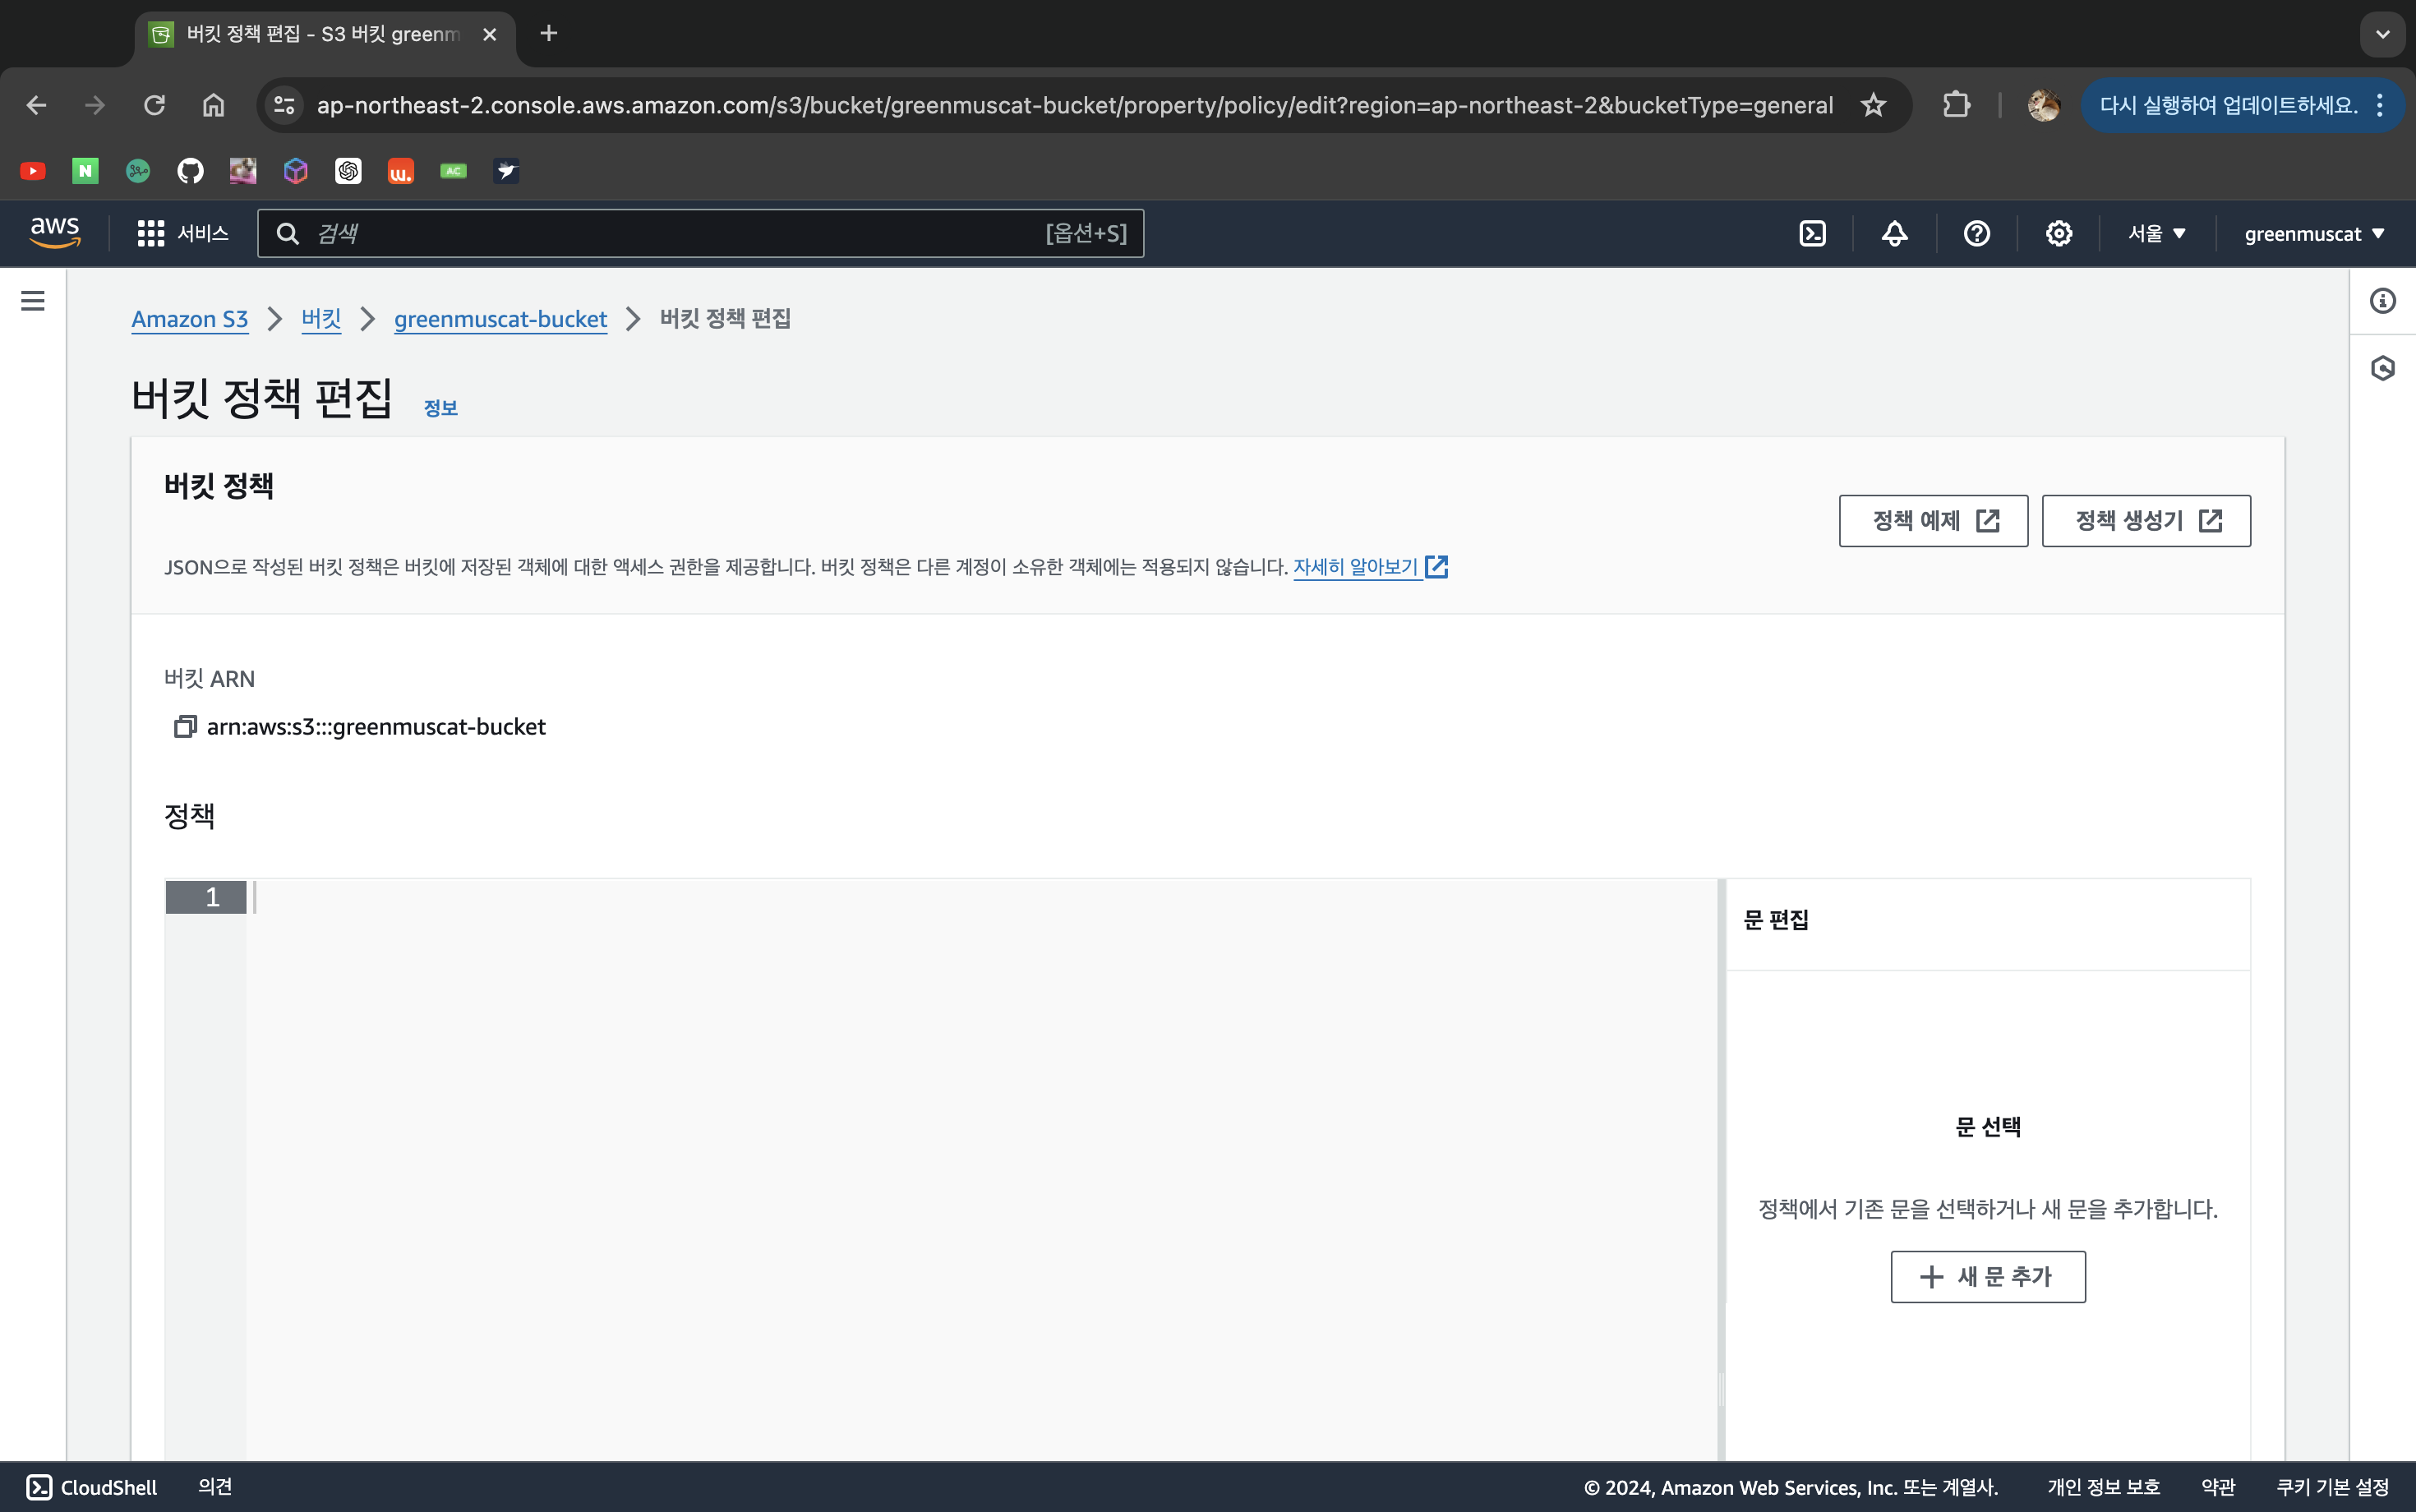 버킷 정책 편집 - S3 버킷 greenm
ap-northeast-2.console.aws.amazon.com/s3/bucket/greenmuscat-bucket/property/policy/edit?region=ap-northeast-2&bucketType=general
다시 실행하여 업데이트하세요.
N
w.
AC
aws
서비스
검색
[옵션+S]
서울
greenmuscat
Amazon S3
버킷
greenmuscat-bucket
버킷 정책 편집
버킷 정책 편집
정보
버킷 정책
정책 예제
정책 생성기
JSON으로 작성된 버킷 정책은 버킷에 저장된 객체에 대한 액세스 권한을 제공합니다. 버킷 정책은 다른 계정이 소유한 객체에는 적용되지 않습니다. 자세히 알아보기
버킷 ARN
arn:aws:s3:::greenmuscat-bucket
정책
1
문 편집
문 선택
정책에서 기존 문을 선택하거나 새 문을 추가합니다.
새 문 추가
CloudShell
의견
© 2024, Amazon Web Services, Inc. 또는 계열사.
개인 정보 보호
약관
쿠키 기본 설정